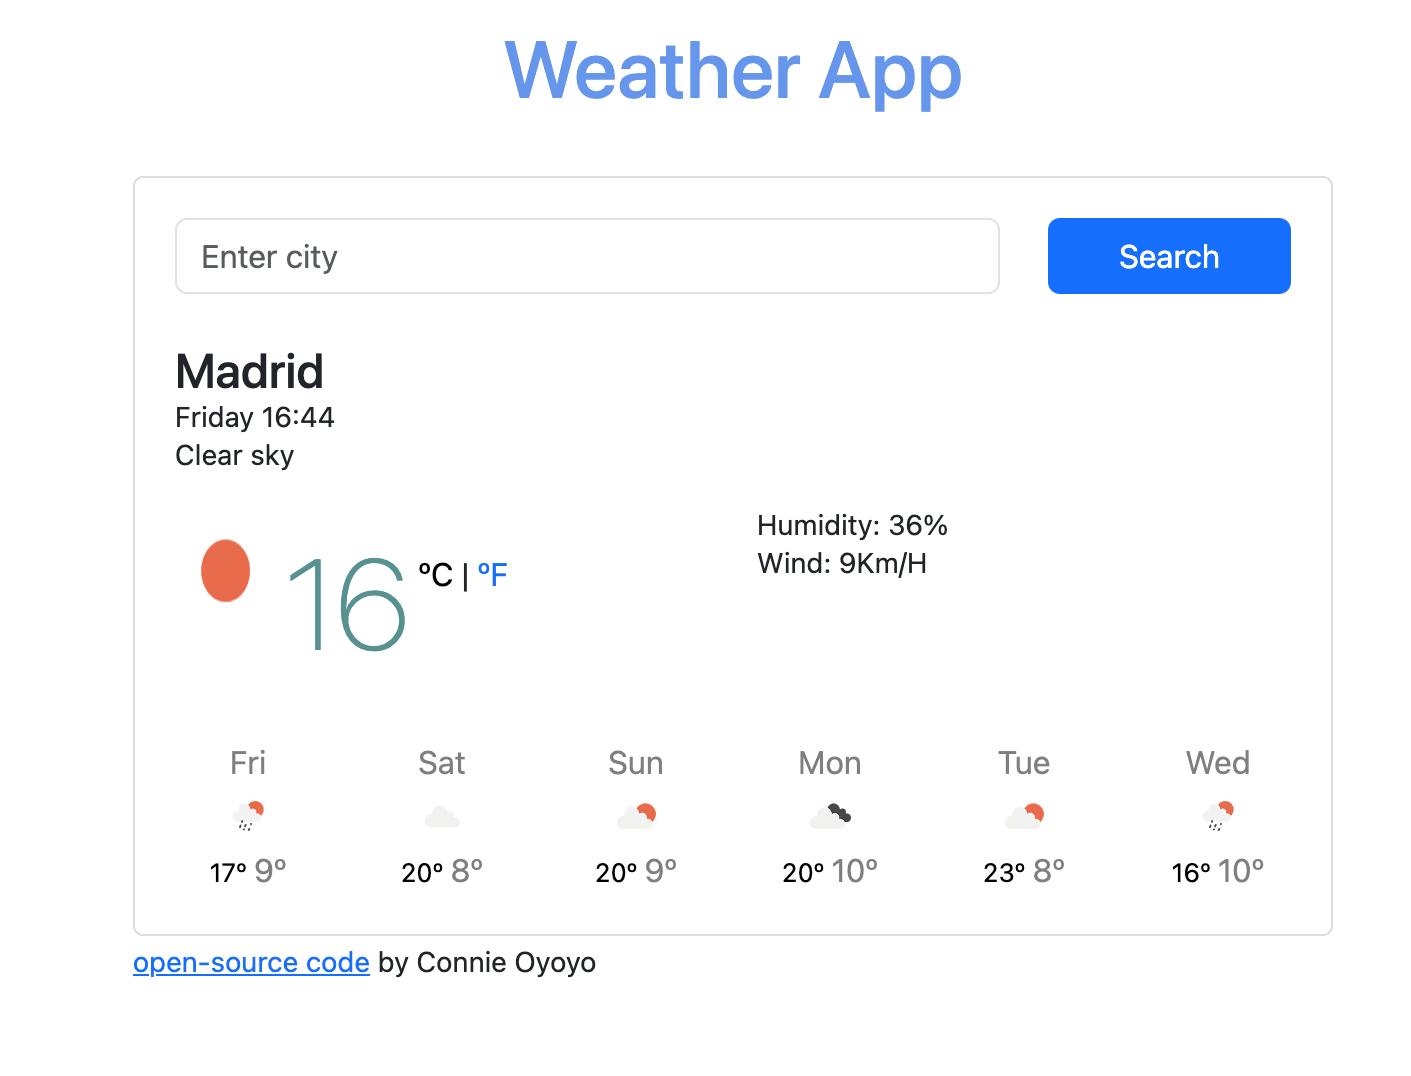 Weather App
Enter city
Search
Madrid
Friday 16:44
Clear sky
16 °C | °F
Humidity: 36%
Wind: 9Km/H
Fri Sat Sun Mon Tue Wed
17° 9° 20° 8° 20° 9° 20° 10° 23° 8° 16° 10°
open-source code by Connie Oyoyo